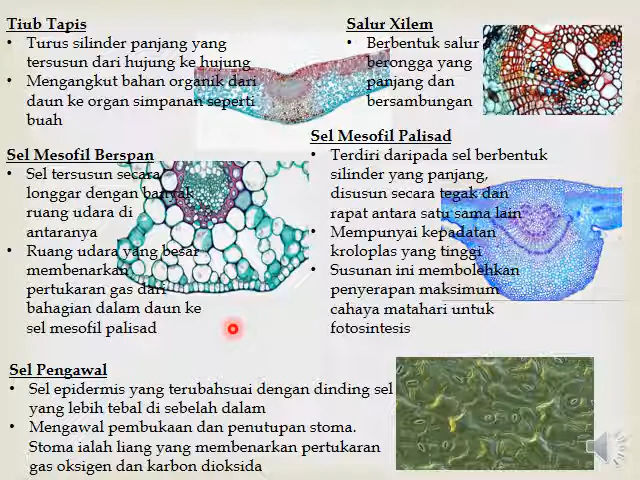 Tiub Tapis
• Turus silinder panjang yang
tersusun dari hujung ke hujung
• Mengangkut bahan organik dari
daun ke organ simpanan seperti
buah
Salur Xilem
• Berbentuk salur
berongga yang
panjang dan
bersambungan
Sel Mesofil Berspan
• Sel tersusun secara
longgar dengan banyak
ruang udara di
antaranya
• Ruang udara yang besar
membenarkan
pertukaran gas dari
bahagian dalam daun ke
sel mesofil palisad
Sel Mesofil Palisad
• Terdiri daripada sel berbentuk
silinder yang panjang,
disusun secara tegak dan
rapat antara satu sama lain
• Mempunyai kepadatan
kroloplas yang tinggi
• Susunan ini membolehkan
penyerapan maksimum
cahaya matahari untuk
fotosintesis
Sel Pengawal
• Sel epidermis yang terubahsuai dengan dinding sel
yang lebih tebal di sebelah dalam
• Mengawal pembukaan dan penutupan stoma.
Stoma ialah liang yang membenarkan pertukaran
gas oksigen dan karbon dioksida